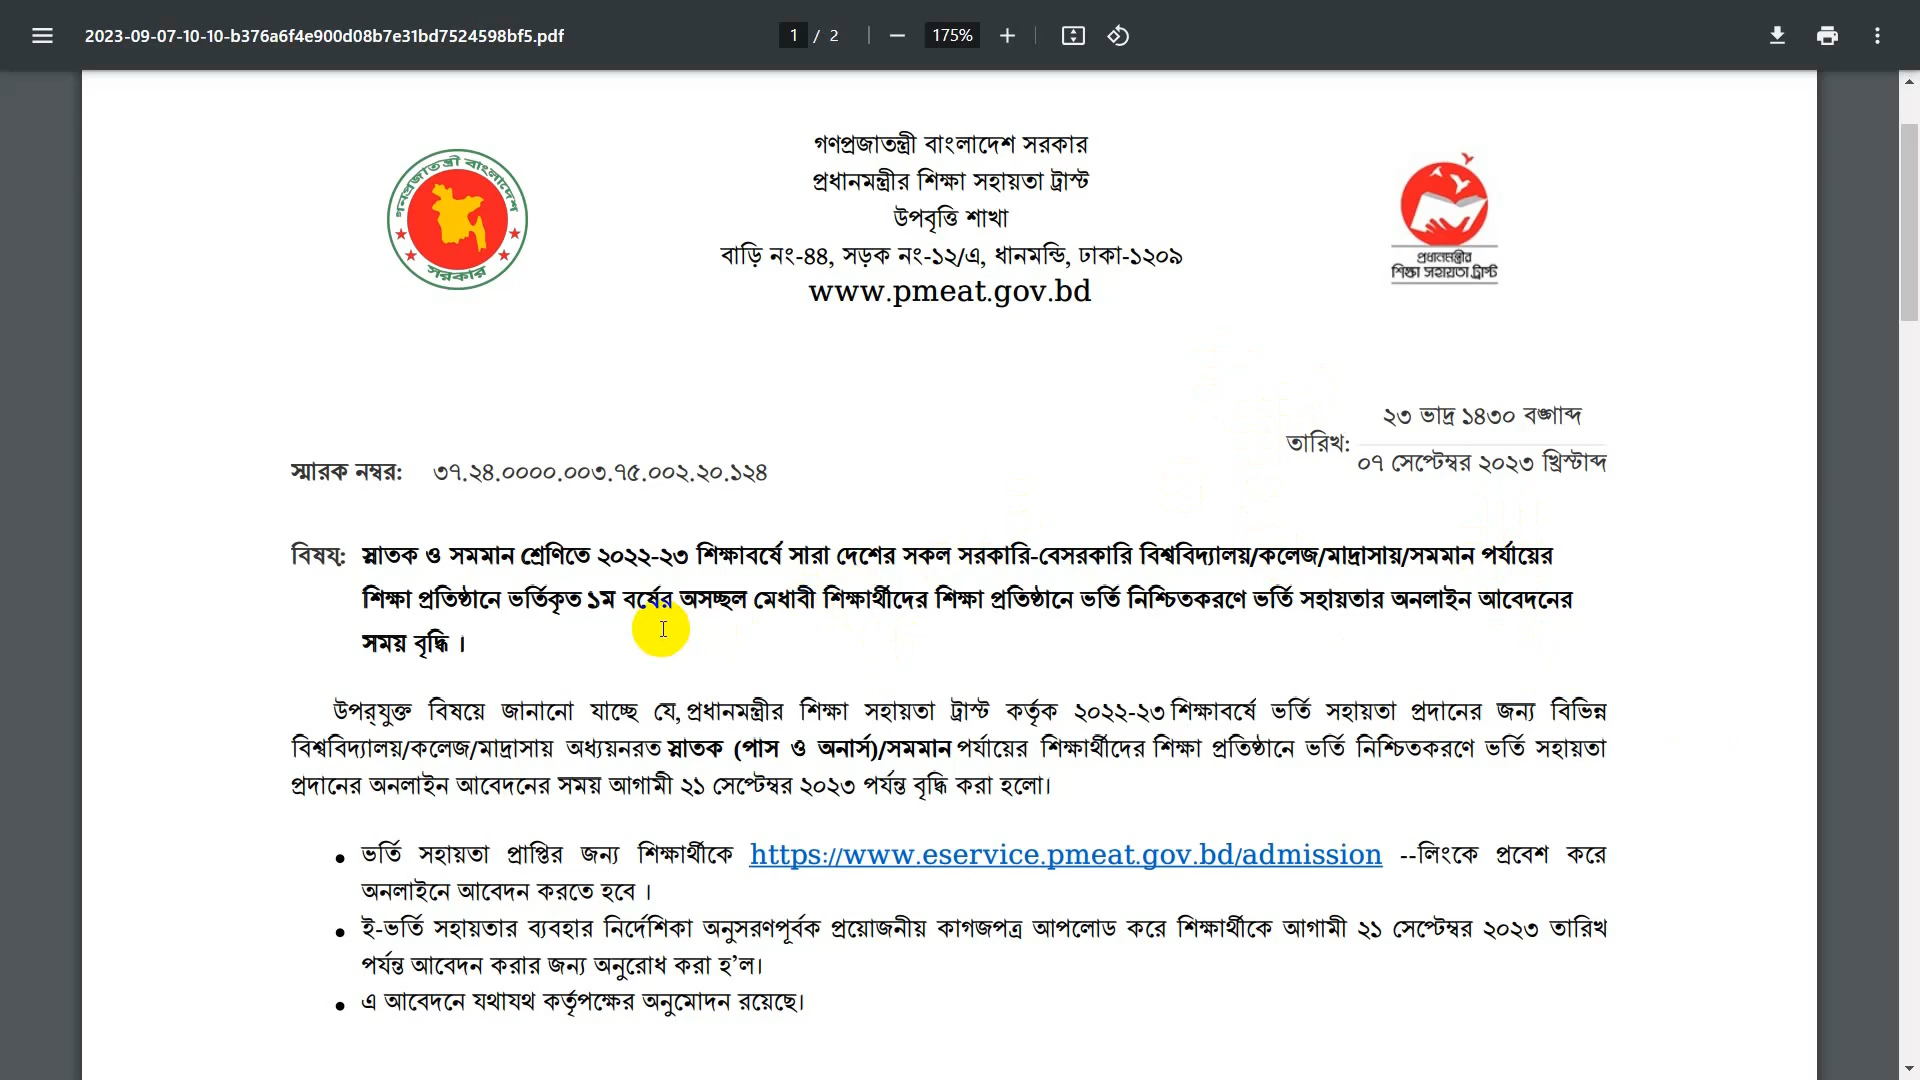 2023-09-07-10-10-b376a6f4e900d08b7e31bd7524598bf5.pdf
1 / 2
175%
গণপ্রজাতন্ত্রী বাংলাদেশ সরকার
প্রধানমন্ত্রীর শিক্ষা সহায়তা ট্রাস্ট
উপবৃত্তি শাখা
বাড়ি নং-৪৪, সড়ক নং-১২/এ, ধানমন্ডি, ঢাকা-১২০৯
www.pmeat.gov.bd
গনপ্রজাতন্ত্রী বাংলাদেশ
সরকার
প্রধানমন্ত্রীর
শিক্ষা সহায়তা ট্রাস্ট
২৩ ভাদ্র ১৪৩০ বঙ্গাব্দ
তারিখ:
০৭ সেপ্টেম্বর ২০২৩ খ্রিস্টাব্দ
স্মারক নম্বর: ৩৭.২৪.০০০০.০০৩.৭৫.০০২.২০.১২৪
বিষয়: স্নাতক ও সমমান শ্রেণিতে ২০২২-২৩ শিক্ষাবর্ষে সারা দেশের সকল সরকারি-বেসরকারি বিশ্ববিদ্যালয়/কলেজ/মাদ্রাসায়/সমমান পর্যায়ের
শিক্ষা প্রতিষ্ঠানে ভর্তিকৃত ১ম বর্ষের অসচ্ছল মেধাবী শিক্ষার্থীদের শিক্ষা প্রতিষ্ঠানে ভর্তি নিশ্চিতকরণে ভর্তি সহায়তার অনলাইন আবেদনের
সময় বৃদ্ধি ।
উপর্যুক্ত বিষয়ে জানানো যাচ্ছে যে, প্রধানমন্ত্রীর শিক্ষা সহায়তা ট্রাস্ট কর্তৃক ২০২২-২৩ শিক্ষাবর্ষে ভর্তি সহায়তা প্রদানের জন্য বিভিন্ন
বিশ্ববিদ্যালয়/কলেজ/মাদ্রাসায় অধ্যয়নরত স্নাতক (পাস ও অনার্স)/সমমান পর্যায়ের শিক্ষার্থীদের শিক্ষা প্রতিষ্ঠানে ভর্তি নিশ্চিতকরণে ভর্তি সহায়তা
প্রদানের অনলাইন আবেদনের সময় আগামী ২১ সেপ্টেম্বর ২০২৩ পর্যন্ত বৃদ্ধি করা হলো।
• ভর্তি সহায়তা প্রাপ্তির জন্য শিক্ষার্থীকে https://www.eservice.pmeat.gov.bd/admission --লিংকে প্রবেশ করে
অনলাইনে আবেদন করতে হবে ।
• ই-ভর্তি সহায়তার ব্যবহার নির্দেশিকা অনুসরণপূর্বক প্রয়োজনীয় কাগজপত্র আপলোড করে শিক্ষার্থীকে আগামী ২১ সেপ্টেম্বর ২০২৩ তারিখ
পর্যন্ত আবেদন করার জন্য অনুরোধ করা হ’ল।
• এ আবেদনে যথাযথ কর্তৃপক্ষের অনুমোদন রয়েছে।